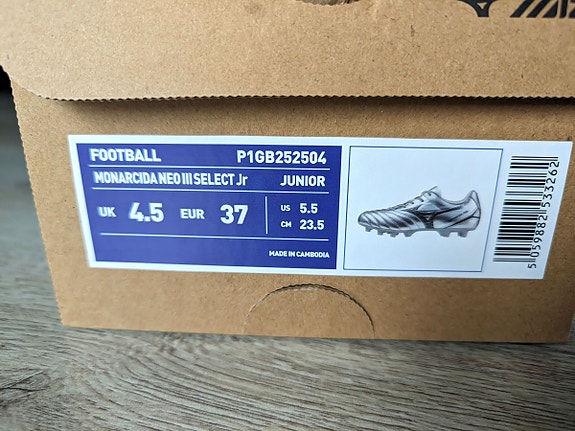 FOOTBALL P1GB252504
MONARCIDA NEO III SELECT Jr JUNIOR
UK 4.5 EUR 37 US 5.5
CM 23.5
MADE IN CAMBODIA
5 059882 533262